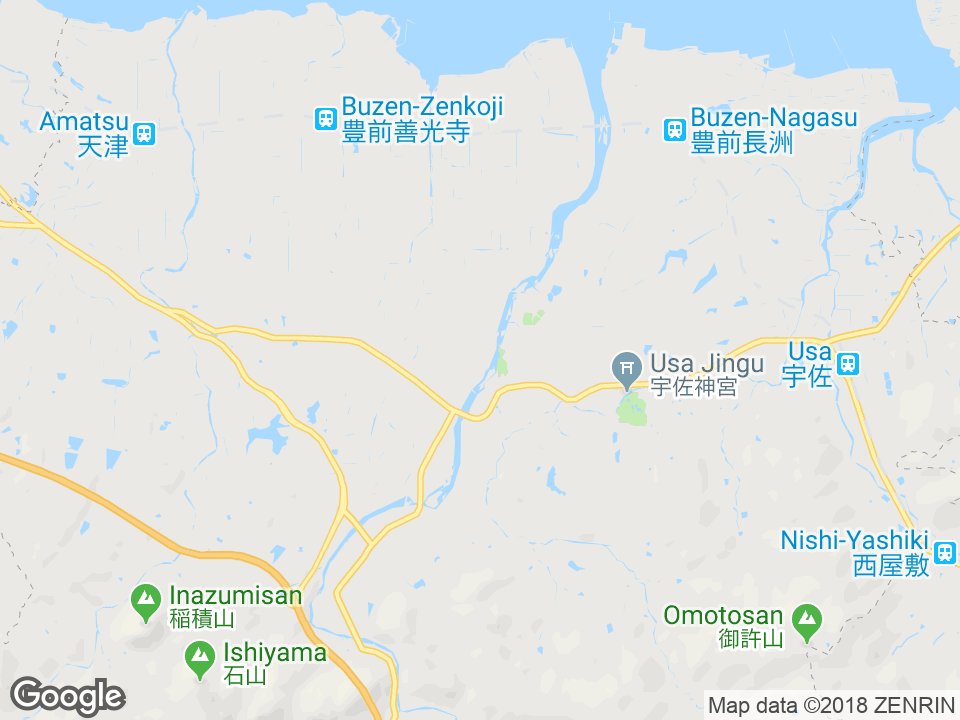 Amatsu
天津
Buzen-Zenkoji
豊前善光寺
Buzen-Nagasu
豊前長洲
Usa
宇佐
Usa Jingu
宇佐神宮
Nishi-Yashiki
西屋敷
Inazumisan
稲積山
Omotosan
御許山
Ishiyama
石山
Google
Map data ©2018 ZENRIN